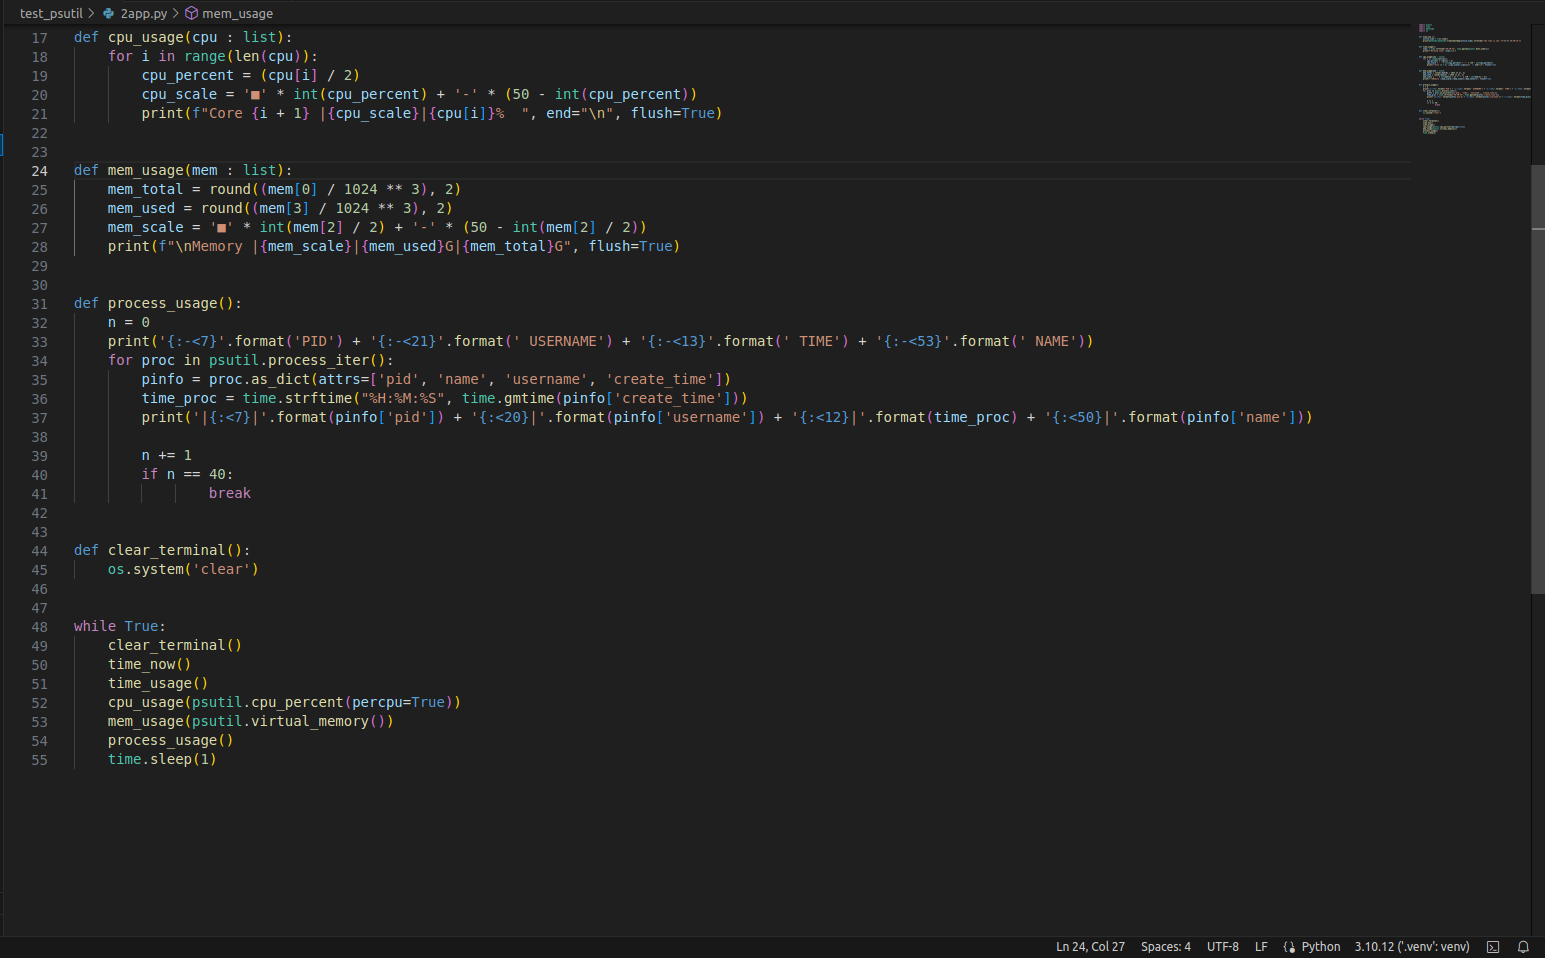 test_psutil > 2app.py > mem_usage
17 def cpu_usage(cpu : list):
18     for i in range(len(cpu)):
19         cpu_percent = (cpu[i] / 2)
20         cpu_scale = '■' * int(cpu_percent) + '-' * (50 - int(cpu_percent))
21         print(f"Core {i + 1} |{cpu_scale}|{cpu[i]}%  ", end="\n", flush=True)
22
23
24 def mem_usage(mem : list):
25     mem_total = round((mem[0] / 1024 ** 3), 2)
26     mem_used = round((mem[3] / 1024 ** 3), 2)
27     mem_scale = '■' * int(mem[2] / 2) + '-' * (50 - int(mem[2] / 2))
28     print(f"\nMemory |{mem_scale}|{mem_used}G|{mem_total}G", flush=True)
29
30
31 def process_usage():
32     n = 0
33     print('{:-<7}'.format('PID') + '{:-<21}'.format(' USERNAME') + '{:-<13}'.format(' TIME') + '{:-<53}'.format(' NAME'))
34     for proc in psutil.process_iter():
35         pinfo = proc.as_dict(attrs=['pid', 'name', 'username', 'create_time'])
36         time_proc = time.strftime("%H:%M:%S", time.gmtime(pinfo['create_time']))
37         print('|{:<7}|'.format(pinfo['pid']) + '{:<20}|'.format(pinfo['username']) + '{:<12}|'.format(time_proc) + '{:<50}|'.format(pinfo['name']))
38
39         n += 1
40         if n == 40:
41                 break
42
43
44 def clear_terminal():
45     os.system('clear')
46
47
48 while True:
49     clear_terminal()
50     time_now()
51     time_usage()
52     cpu_usage(psutil.cpu_percent(percpu=True))
53     mem_usage(psutil.virtual_memory())
54     process_usage()
55     time.sleep(1)
Ln 24, Col 27 Spaces: 4 UTF-8 LF Python 3.10.12 ('.venv': venv)